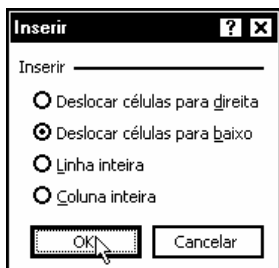 Inserir
Inserir
Deslocar células para direita
Deslocar células para baixo
Linha inteira
Coluna inteira
OK
Cancelar